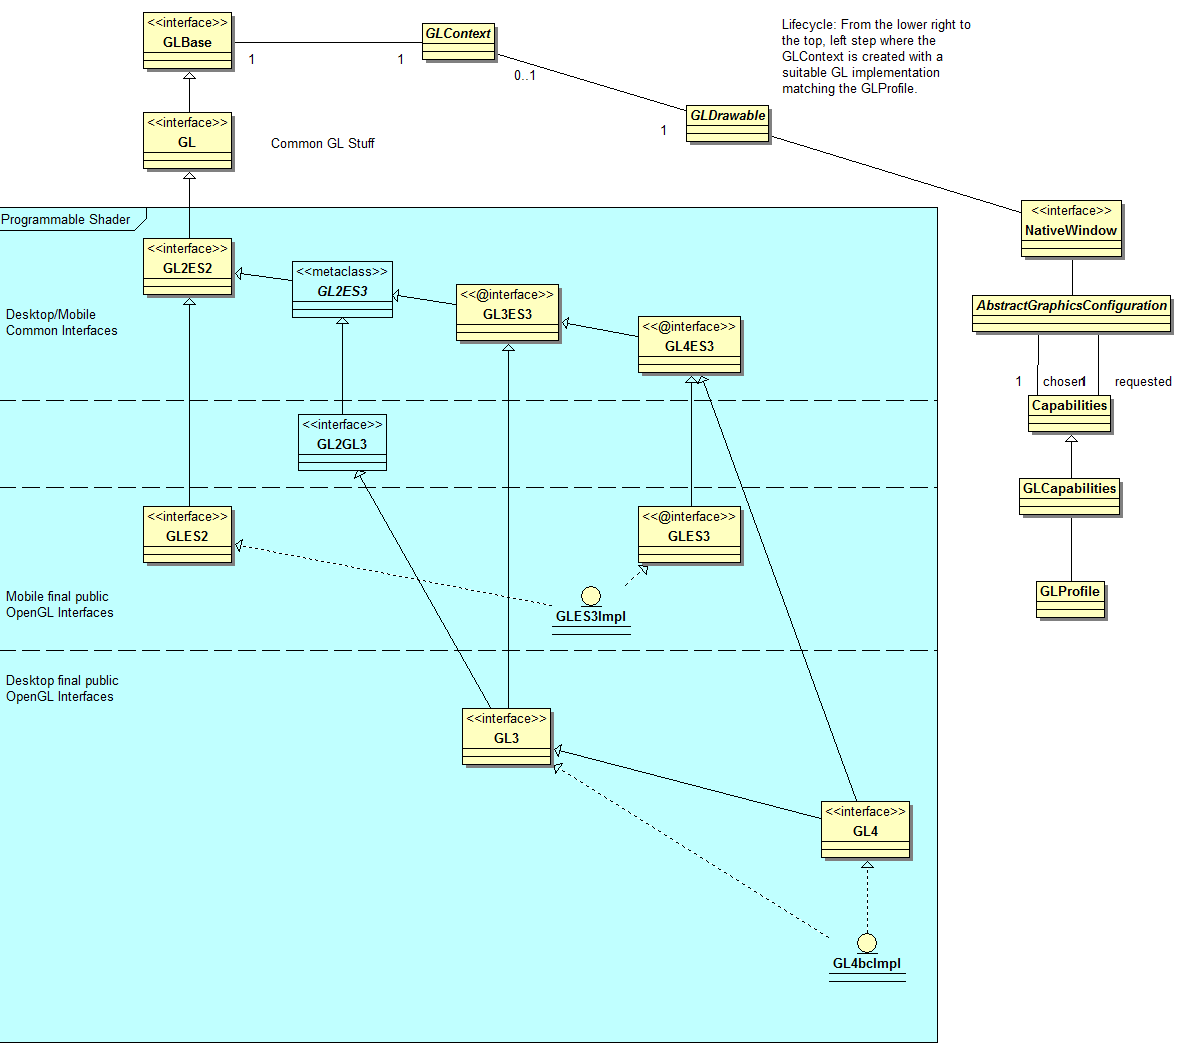 <<interface>>
GLBase
1
1
GLContext
0..1
Lifecycle: From the lower right to
the top, left step where the
GLContext is created with a
suitable GL implementation
matching the GLProfile.
GLDrawable
1
<<interface>>
GL
Common GL Stuff
Programmable Shader
<<interface>>
NativeWindow
<<interface>>
GL2ES2
<<metaclass>>
GL2ES3
<<@interface>>
GL3ES3
<<@interface>>
GL4ES3
Desktop/Mobile
Common Interfaces
AbstractGraphicsConfiguration
1
chosen
1
requested
Capabilities
<<interface>>
GL2GL3
GLCapabilities
<<interface>>
GLES2
<<@interface>>
GLES3
Mobile final public
OpenGL Interfaces
GLES3Impl
GLProfile
Desktop final public
OpenGL Interfaces
<<interface>>
GL3
<<interface>>
GL4
GL4bcImpl